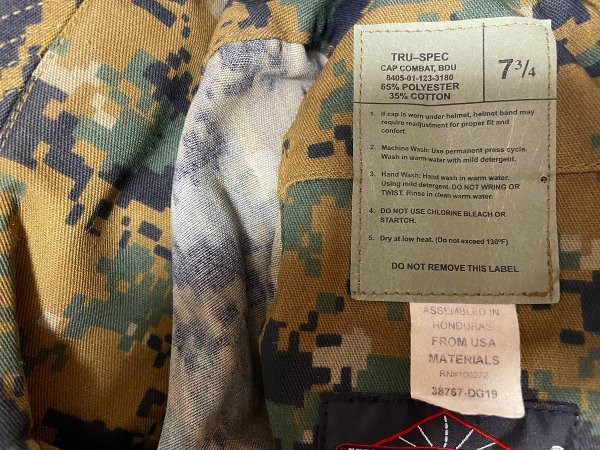 TRU-SPEC
CAP COMBAT, BDU
8405-01-123-3180
65% POLYESTER
35% COTTON
7 3/4
1. If cap is worn under helmet, helmet band may
require readjustment for proper fit and
confort.
2. Machine Wash: Use permanent press cycle.
Wash in warm water with mild detergent.
3. Hand Wash: Hand wash in warm water.
Using mild detergent. DO NOT WRING OR
TWIST. Rinse in clean warm water.
4. DO NOT USE CHLORINE BLEACH OR
STARTCH.
5. Dry at low heat. (Do not exceed 130°F)
DO NOT REMOVE THIS LABEL
ASSEMBLED IN
HONDURAS
FROM USA
MATERIALS
RN#100272
38767-DG19